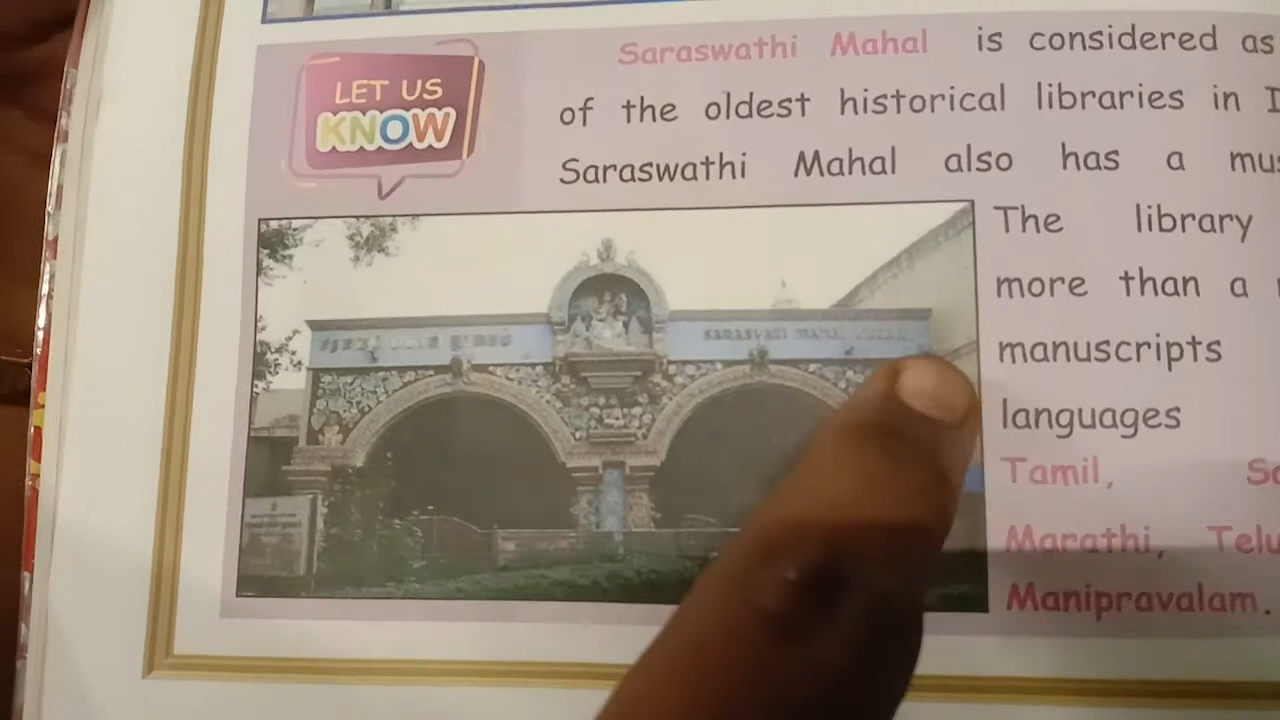 LET US
KNOW
Saraswathi Mahal is considered as
of the oldest historical libraries in
Saraswathi Mahal also has a
The library
more than a
manuscripts
languages
Tamil,
Marathi,
Manipravalam.
SARASVATI MAHAL